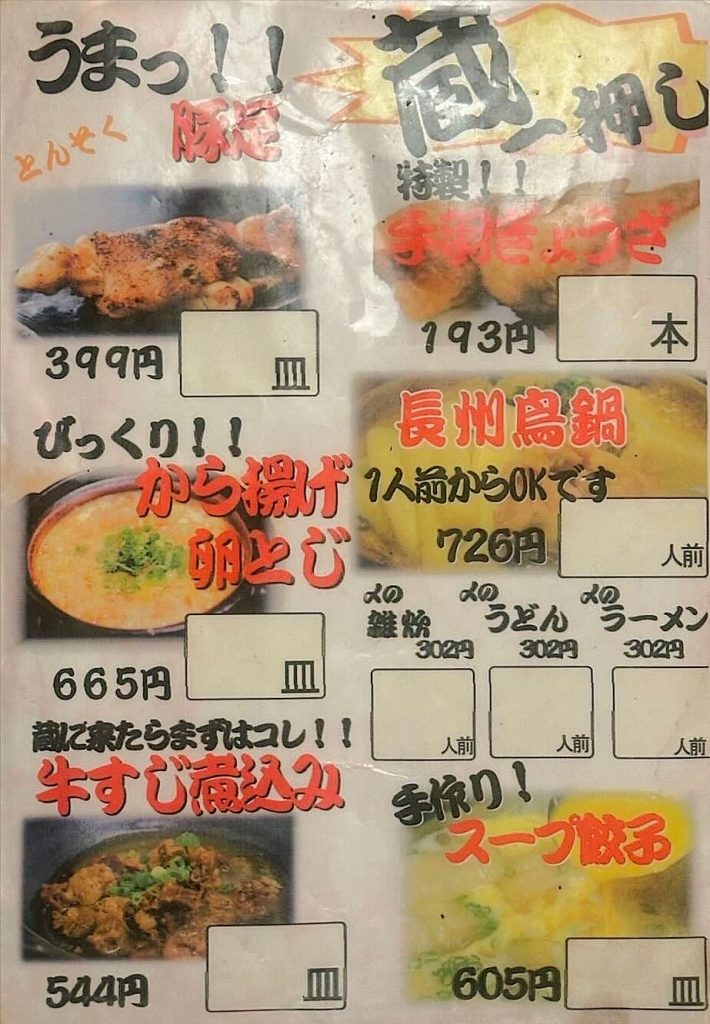 蔵一押し
うまっ！！
豚足
とんそく
399円
皿
びっくり！！
から揚げ
卵とじ
665円
皿
蔵に来たらまずはコレ！！
牛すじ煮込み
544円
皿
特製！！
手羽ぎょうざ
193円
本
長州鳥鍋
1人前からOKです
726円
人前
〆の 〆の 〆の
雑炊 うどん ラーメン
302円 302円 302円
人前 人前 人前
手作り！
スープ餃子
605円
皿